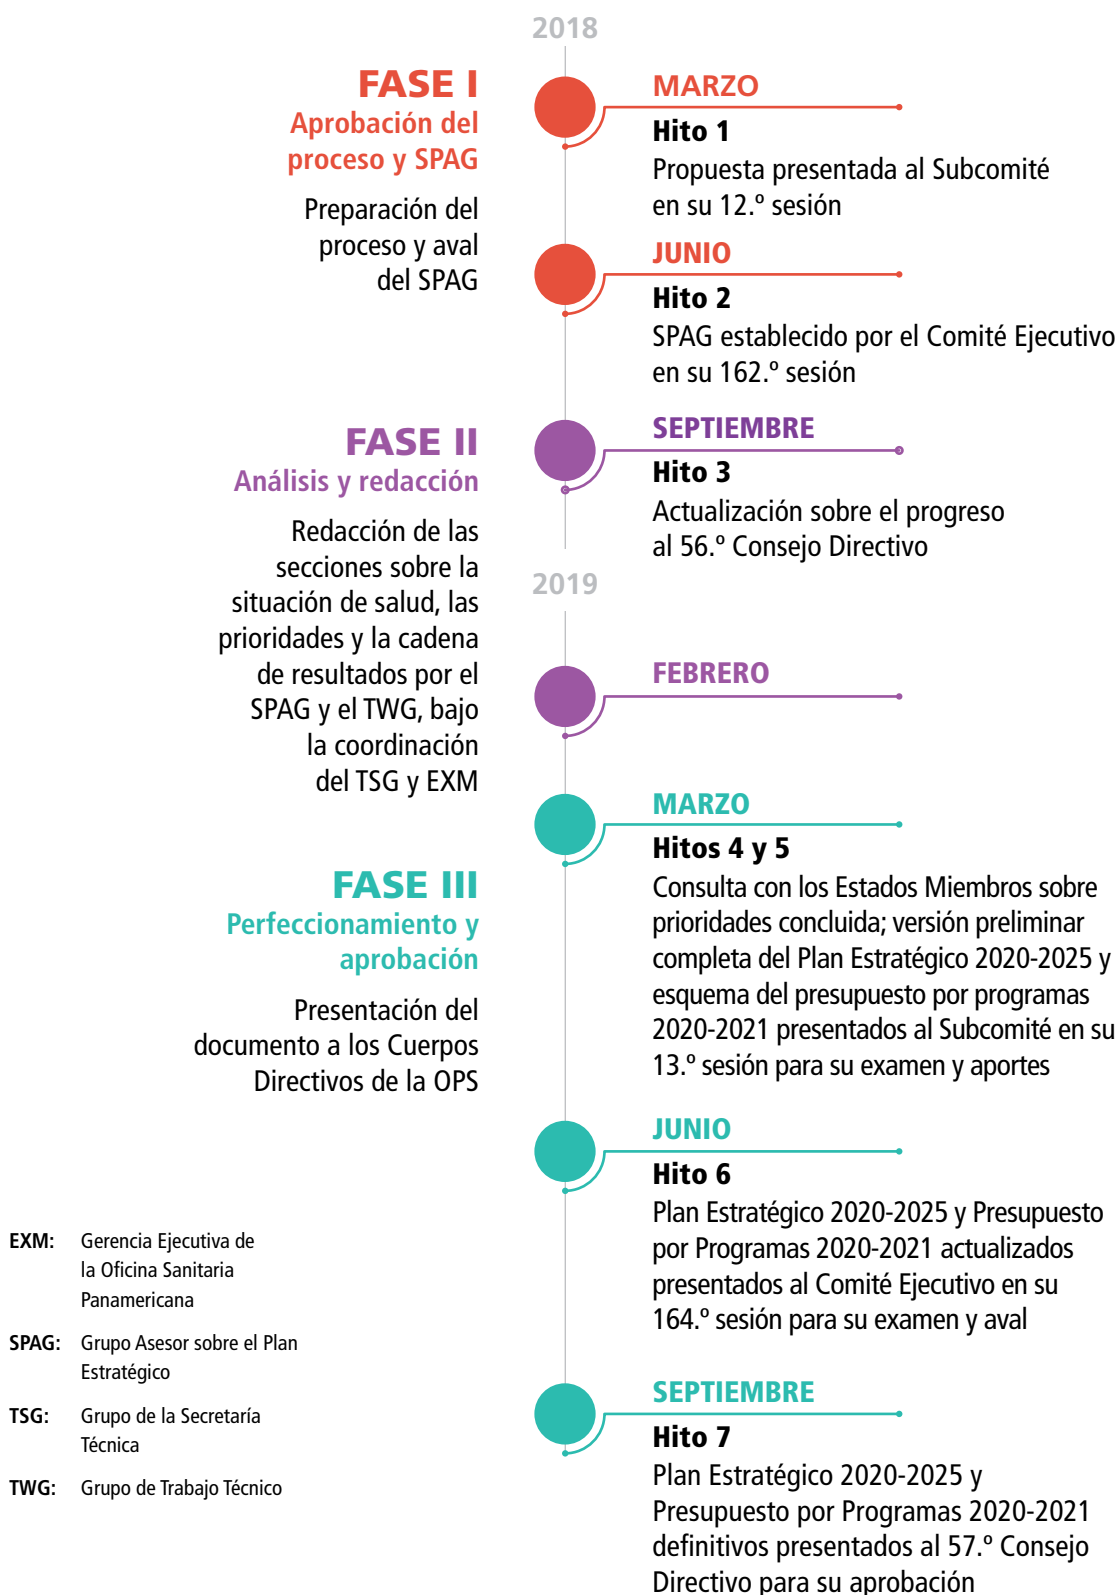 2018
FASE I
Aprobación del
proceso y SPAG
Preparación del
proceso y aval
del SPAG
MARZO
Hito 1
Propuesta presentada al Subcomité
en su 12.º sesión
JUNIO
Hito 2
SPAG establecido por el Comité Ejecutivo
en su 162.º sesión
FASE II
Análisis y redacción
Redacción de las
secciones sobre la
situación de salud, las
prioridades y la cadena
de resultados por el
SPAG y el TWG, bajo
la coordinación
del TSG y EXM
SEPTIEMBRE
Hito 3
Actualización sobre el progreso
al 56.º Consejo Directivo
2019
FEBRERO
FASE III
Perfeccionamiento y
aprobación
Presentación del
documento a los Cuerpos
Directivos de la OPS
MARZO
Hitos 4 y 5
Consulta con los Estados Miembros sobre
prioridades concluida; versión preliminar
completa del Plan Estratégico 2020-2025 y
esquema del presupuesto por programas
2020-2021 presentados al Subcomité en su
13.º sesión para su examen y aportes
JUNIO
Hito 6
Plan Estratégico 2020-2025 y Presupuesto
por Programas 2020-2021 actualizados
presentados al Comité Ejecutivo en su
164.º sesión para su examen y aval
SEPTIEMBRE
Hito 7
Plan Estratégico 2020-2025 y
Presupuesto por Programas 2020-2021
definitivos presentados al 57.º Consejo
Directivo para su aprobación
EXM: Gerencia Ejecutiva de
la Oficina Sanitaria
Panamericana
SPAG: Grupo Asesor sobre el Plan
Estratégico
TSG: Grupo de la Secretaría
Técnica
TWG: Grupo de Trabajo Técnico